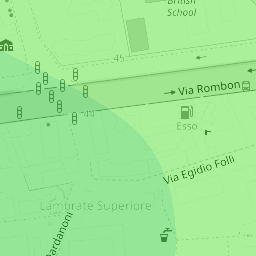 British
School
45
Via Rombon
44
Esso
Via Egidio Folli
Lambrate Superiore
Bardanoni